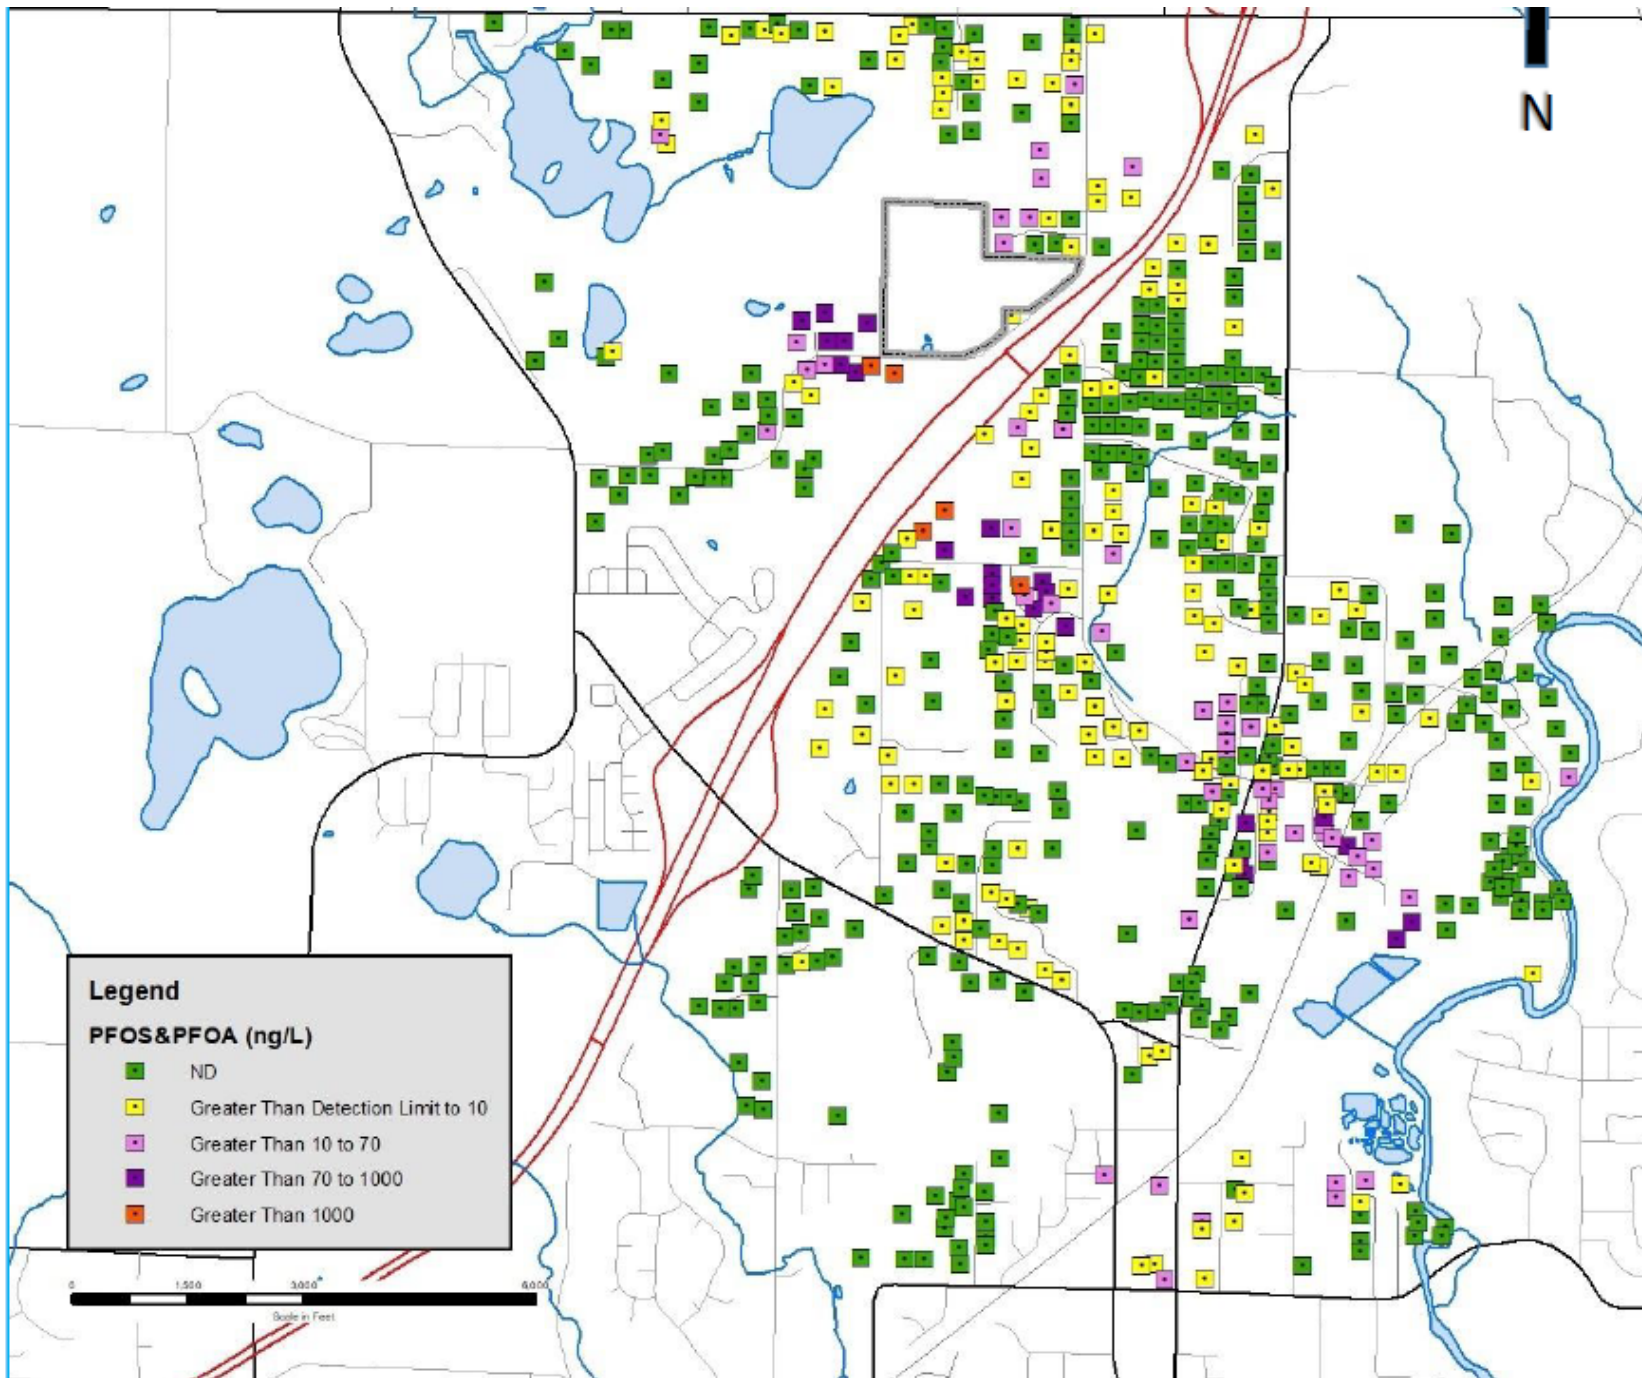 N
Legend
PFOS&PFOA (ng/L)
ND
Greater Than Detection Limit to 10
Greater Than 10 to 70
Greater Than 70 to 1000
Greater Than 1000
0 1,500 3,000 6,000
Scale in Feet